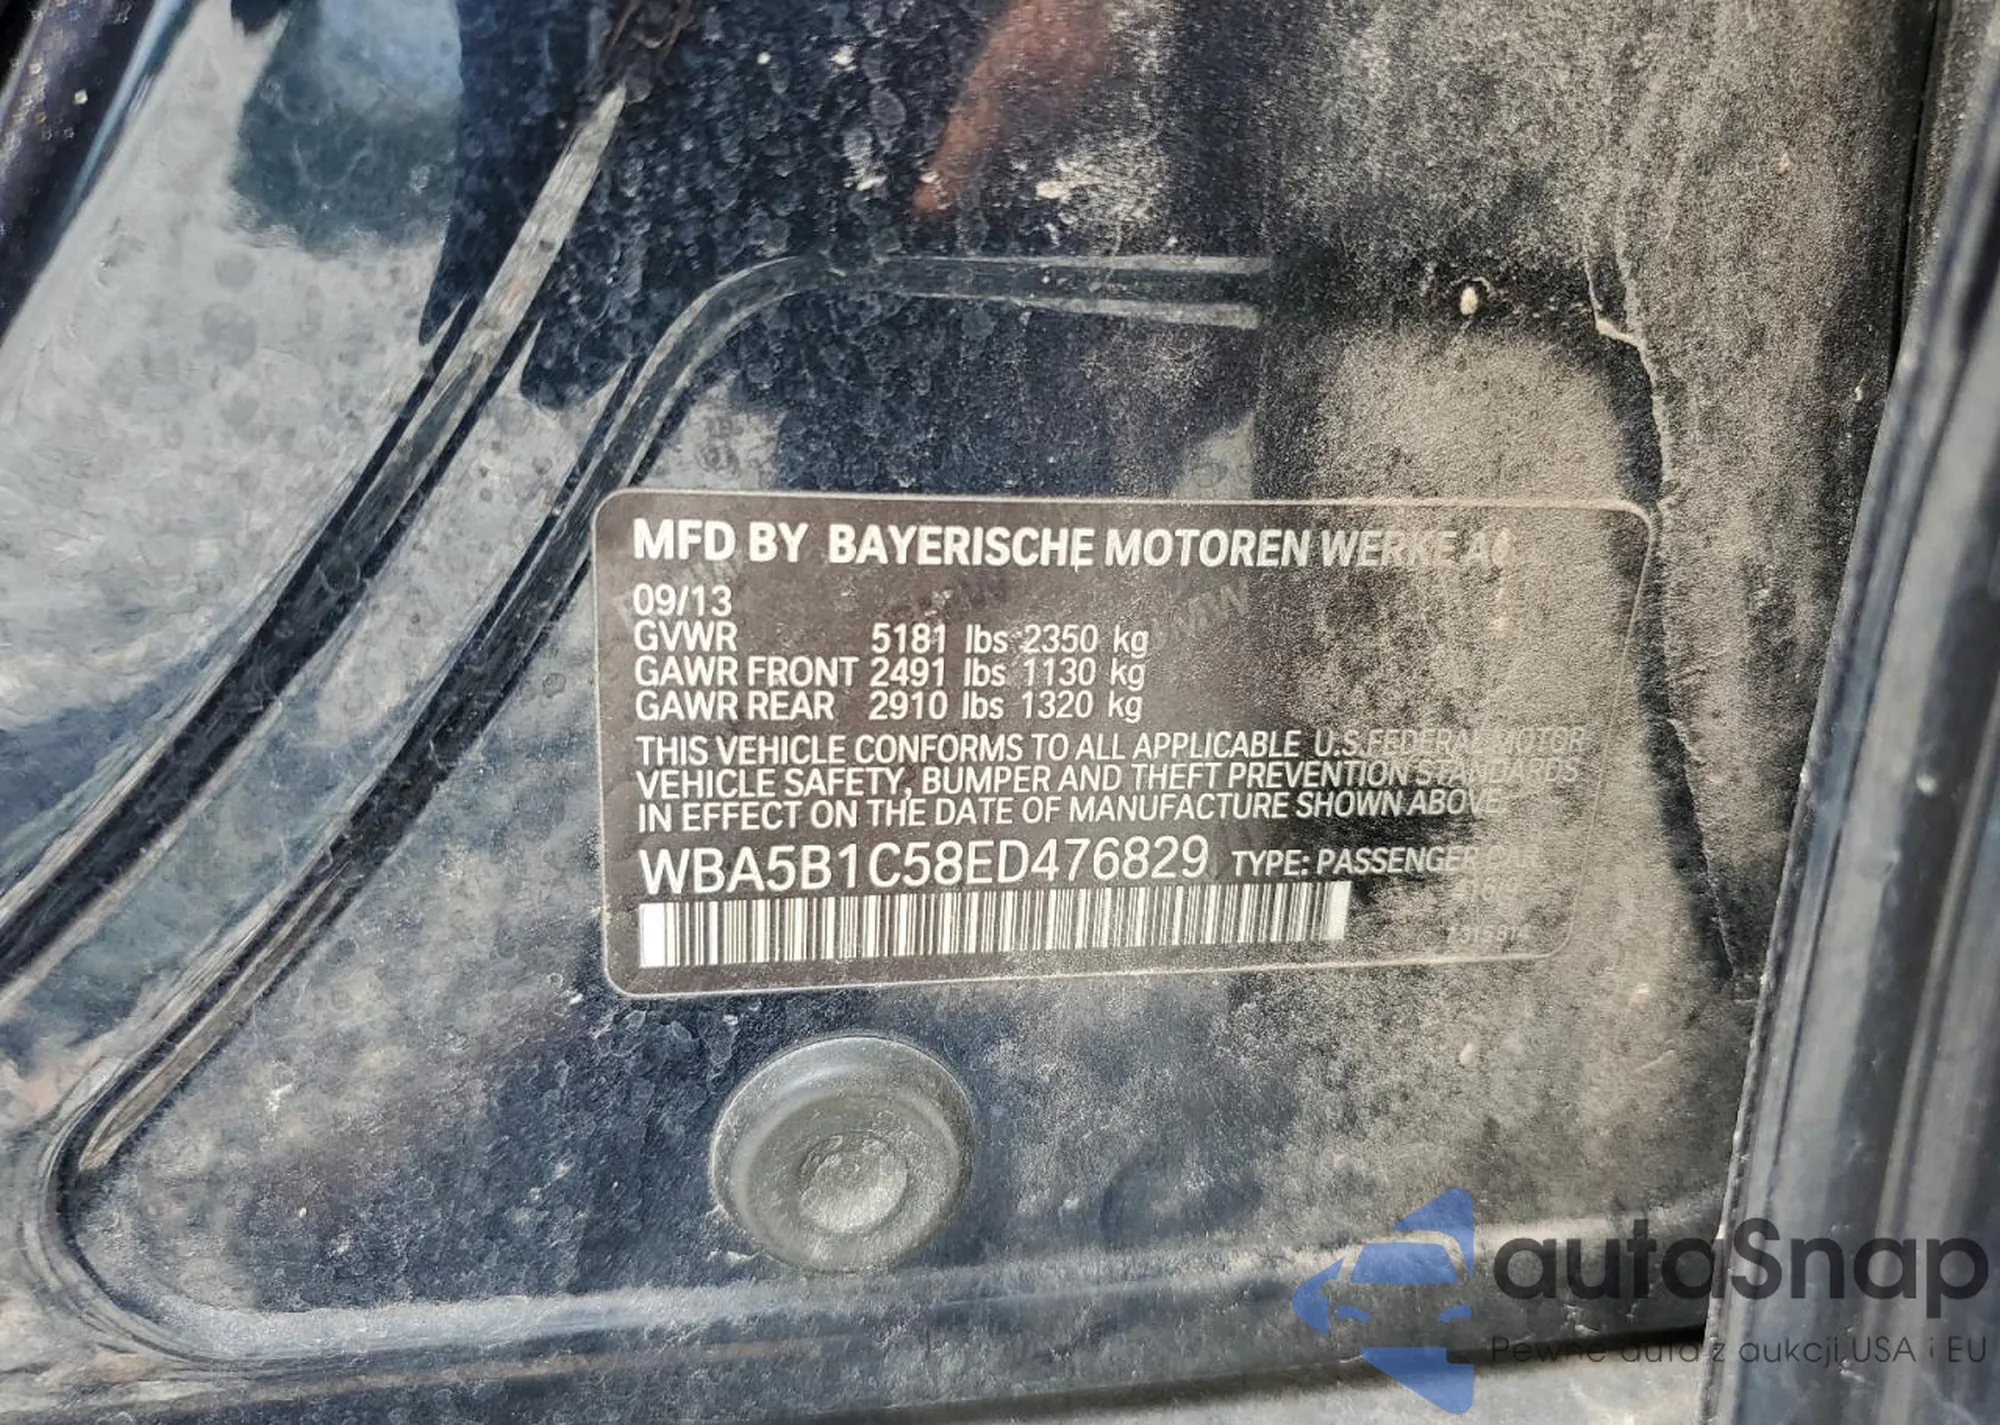 MFD BY BAYERISCHE MOTOREN WERKE AG
09/13
GVWR 5181 lbs 2350 kg
GAWR FRONT 2491 lbs 1130 kg
GAWR REAR 2910 lbs 1320 kg
THIS VEHICLE CONFORMS TO ALL APPLICABLE U.S.FEDERAL MOTOR
VEHICLE SAFETY, BUMPER AND THEFT PREVENTION STANDARDS
IN EFFECT ON THE DATE OF MANUFACTURE SHOWN ABOVE
WBA5B1C58ED476829 TYPE: PASSENGER CAR
autoSnap
Pewne auta z aukcji USA i EU